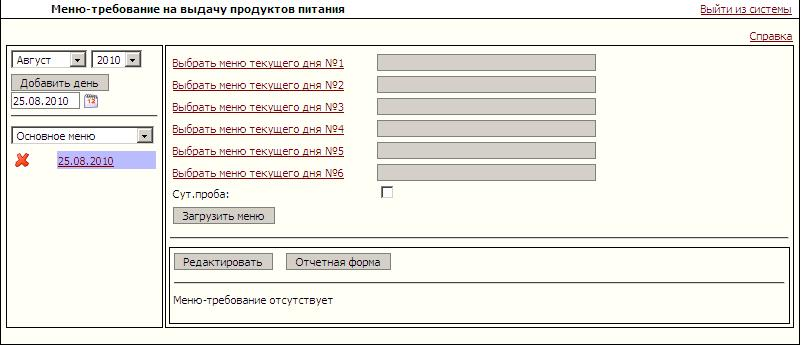 Меню-требование на выдачу продуктов питания
Выйти из системы
Справка
Август 2010
Добавить день
25.08.2010 12
Основное меню
25.08.2010
Выбрать меню текущего дня №1
Выбрать меню текущего дня №2
Выбрать меню текущего дня №3
Выбрать меню текущего дня №4
Выбрать меню текущего дня №5
Выбрать меню текущего дня №6
Сут.проба:
Загрузить меню
Редактировать Отчетная форма
Меню-требование отсутствует